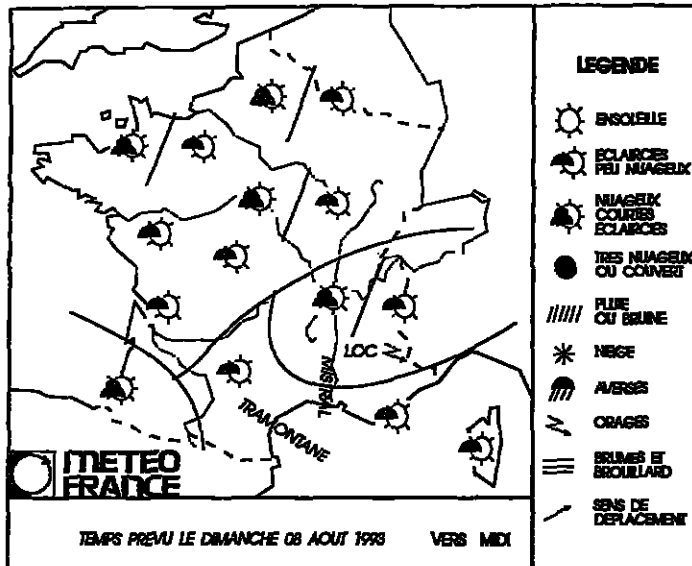 LEGENDE
ENSOLEILLE
ECLAIRCIES
PEU NUAGEUX
NUAGEUX
COURTES
ECLAIRCIES
TRES NUAGEUX
OU COUVERT
PLUIE
OU BRUINE
NEIGE
AVERSES
ORAGES
BRUMES ET
BROUILLARD
SENS DE
DEPLACEMENT
LOC
MISTRAL
TRAMONTANE
METEO
FRANCE
TEMPS PREVU LE DIMANCHE 08 AOUT 1993 VERS MIDI